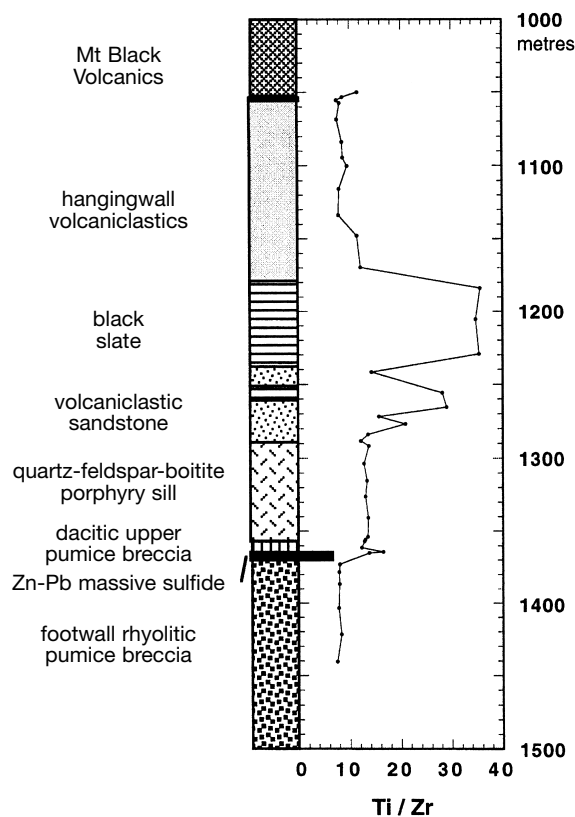 1000
metres
Mt Black
Volcanics
1100
hangingwall
volcaniclastics
1200
black
slate
volcaniclastic
sandstone
1300
quartz-feldspar-boitite
porphyry sill
dacitic upper
pumice breccia
Zn-Pb massive sulfide
1400
footwall rhyolitic
pumice breccia
1500
0 10 20 30 40
Ti / Zr